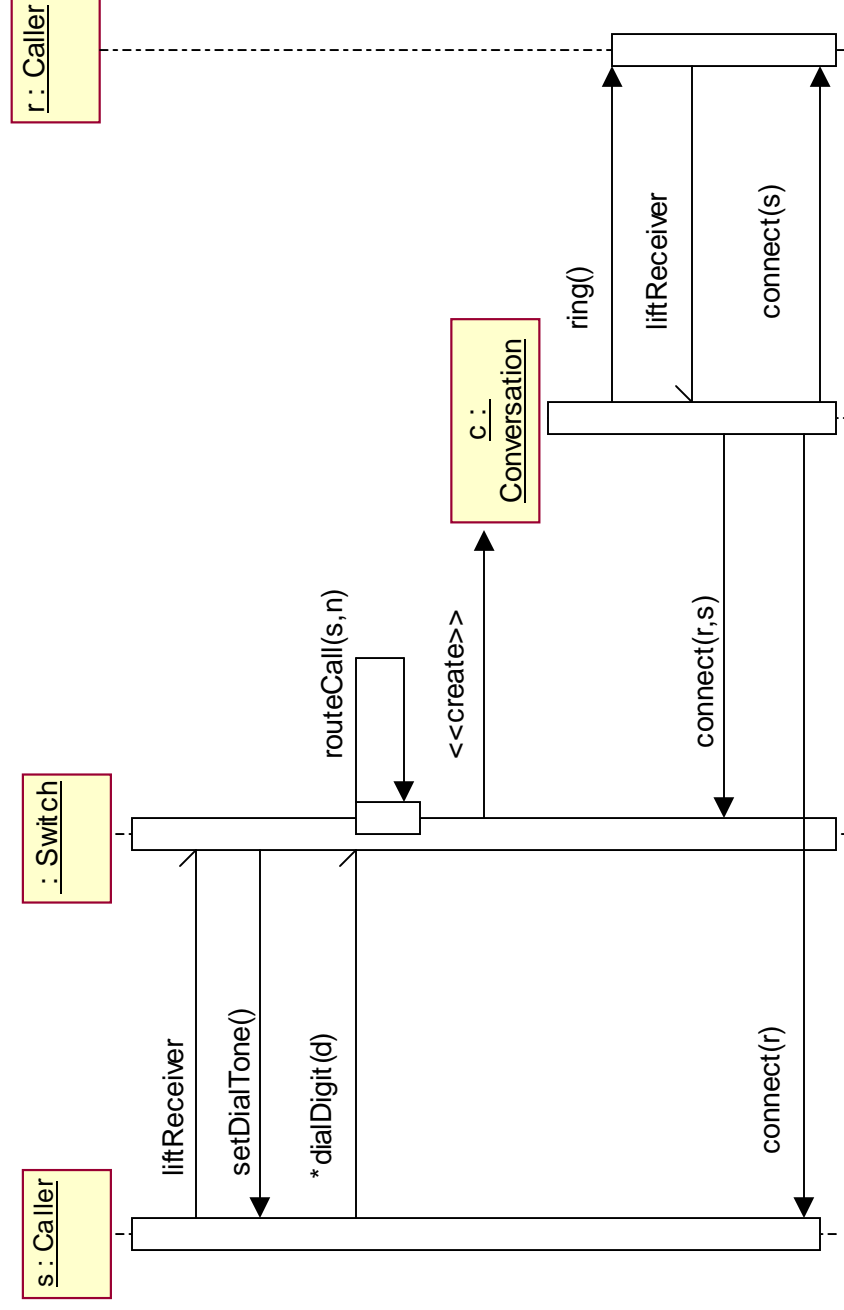 s : Caller
: Switch
r : Caller
liftReceiver
setDialTone()
*dialDigit(d)
routeCall(s,n)
<<create>>
c :
Conversation
ring()
liftReceiver
connect(r,s)
connect(r)
connect(s)